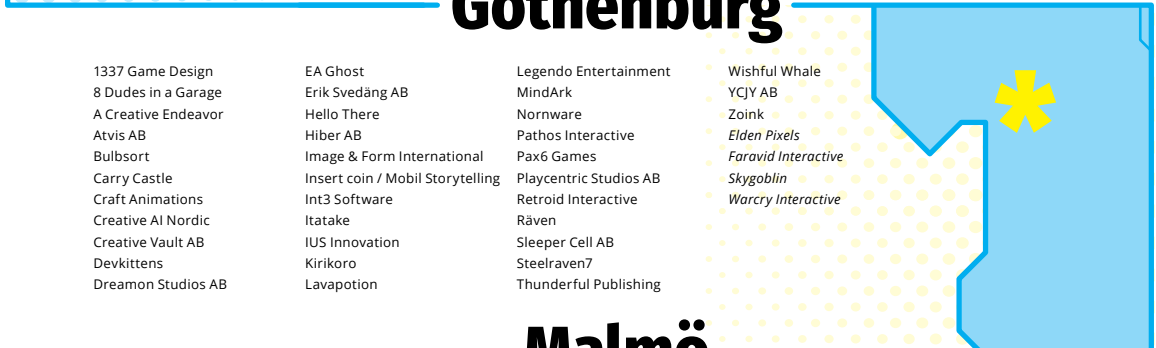 Gothenburg
1337 Game Design
8 Dudes in a Garage
A Creative Endeavor
Atvis AB
Bulbsort
Carry Castle
Craft Animations
Creative AI Nordic
Creative Vault AB
Devkittens
Dreamon Studios AB
EA Ghost
Erik Svedäng AB
Hello There
Hiber AB
Image & Form International
Insert coin / Mobil Storytelling
Int3 Software
Itatake
IUS Innovation
Kirikoro
Lavapotion
Legendo Entertainment
MindArk
Nornware
Pathos Interactive
Pax6 Games
Playcentric Studios AB
Retroid Interactive
Räven
Sleeper Cell AB
Steelraven7
Thunderful Publishing
Wishful Whale
YCJY AB
Zoink
Elden Pixels
Faravid Interactive
Skygoblin
Warcry Interactive
Malmö